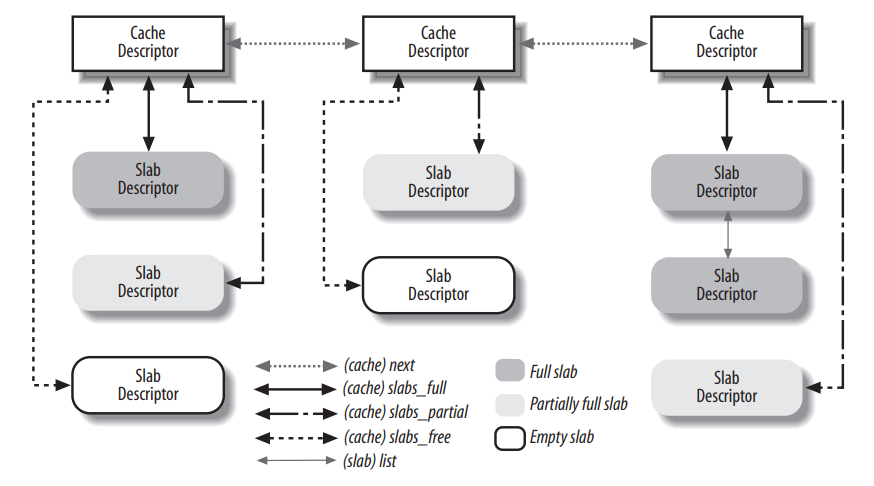 Cache
Descriptor
Cache
Descriptor
Cache
Descriptor
Slab
Descriptor
Slab
Descriptor
Slab
Descriptor
Slab
Descriptor
Slab
Descriptor
Slab
Descriptor
Slab
Descriptor
Slab
Descriptor
(cache) next
(cache) slabs_full
(cache) slabs_partial
(cache) slabs_free
(slab) list
Full slab
Partially full slab
Empty slab